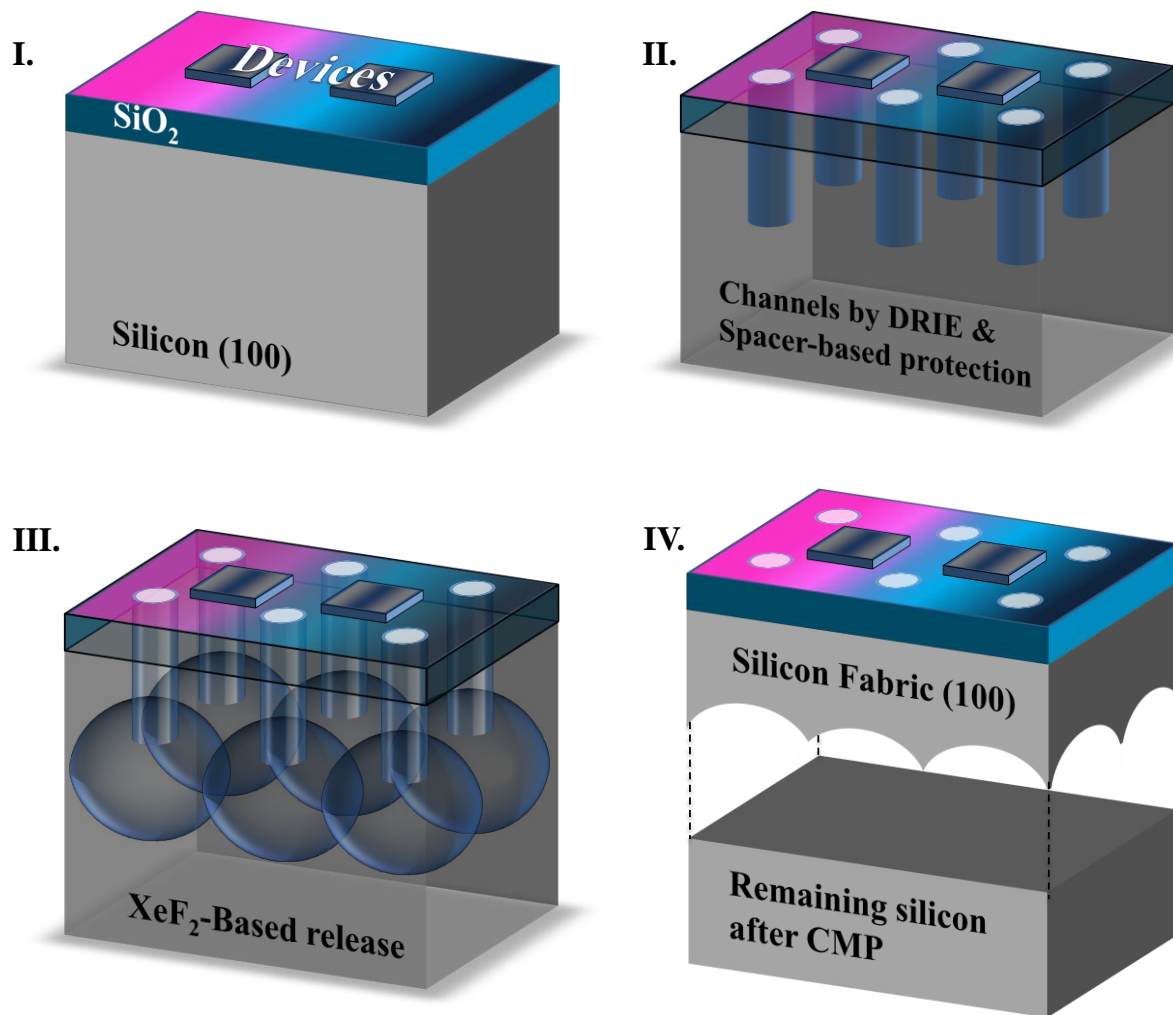 I.
Devices
SiO₂
Silicon (100)
II.
Channels by DRIE &
Spacer-based protection
III.
XeF₂-Based release
IV.
Silicon Fabric (100)
Remaining silicon
after CMP